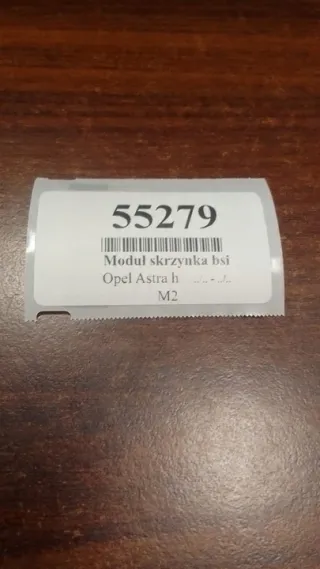 55279
Moduł skrzynka bsi
Opel Astra h
M2